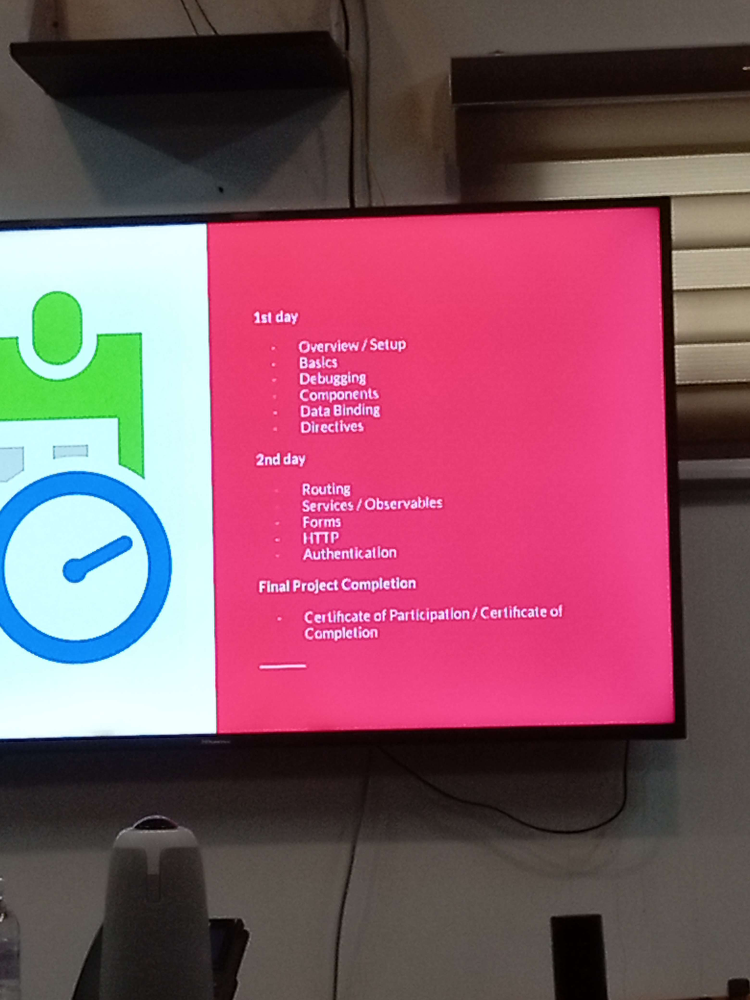 1st day
- Overview / Setup
- Basics
- Debugging
- Components
- Data Binding
- Directives
2nd day
- Routing
- Services / Observables
- Forms
- HTTP
- Authentication
Final Project Completion
- Certificate of Participation / Certificate of
Completion